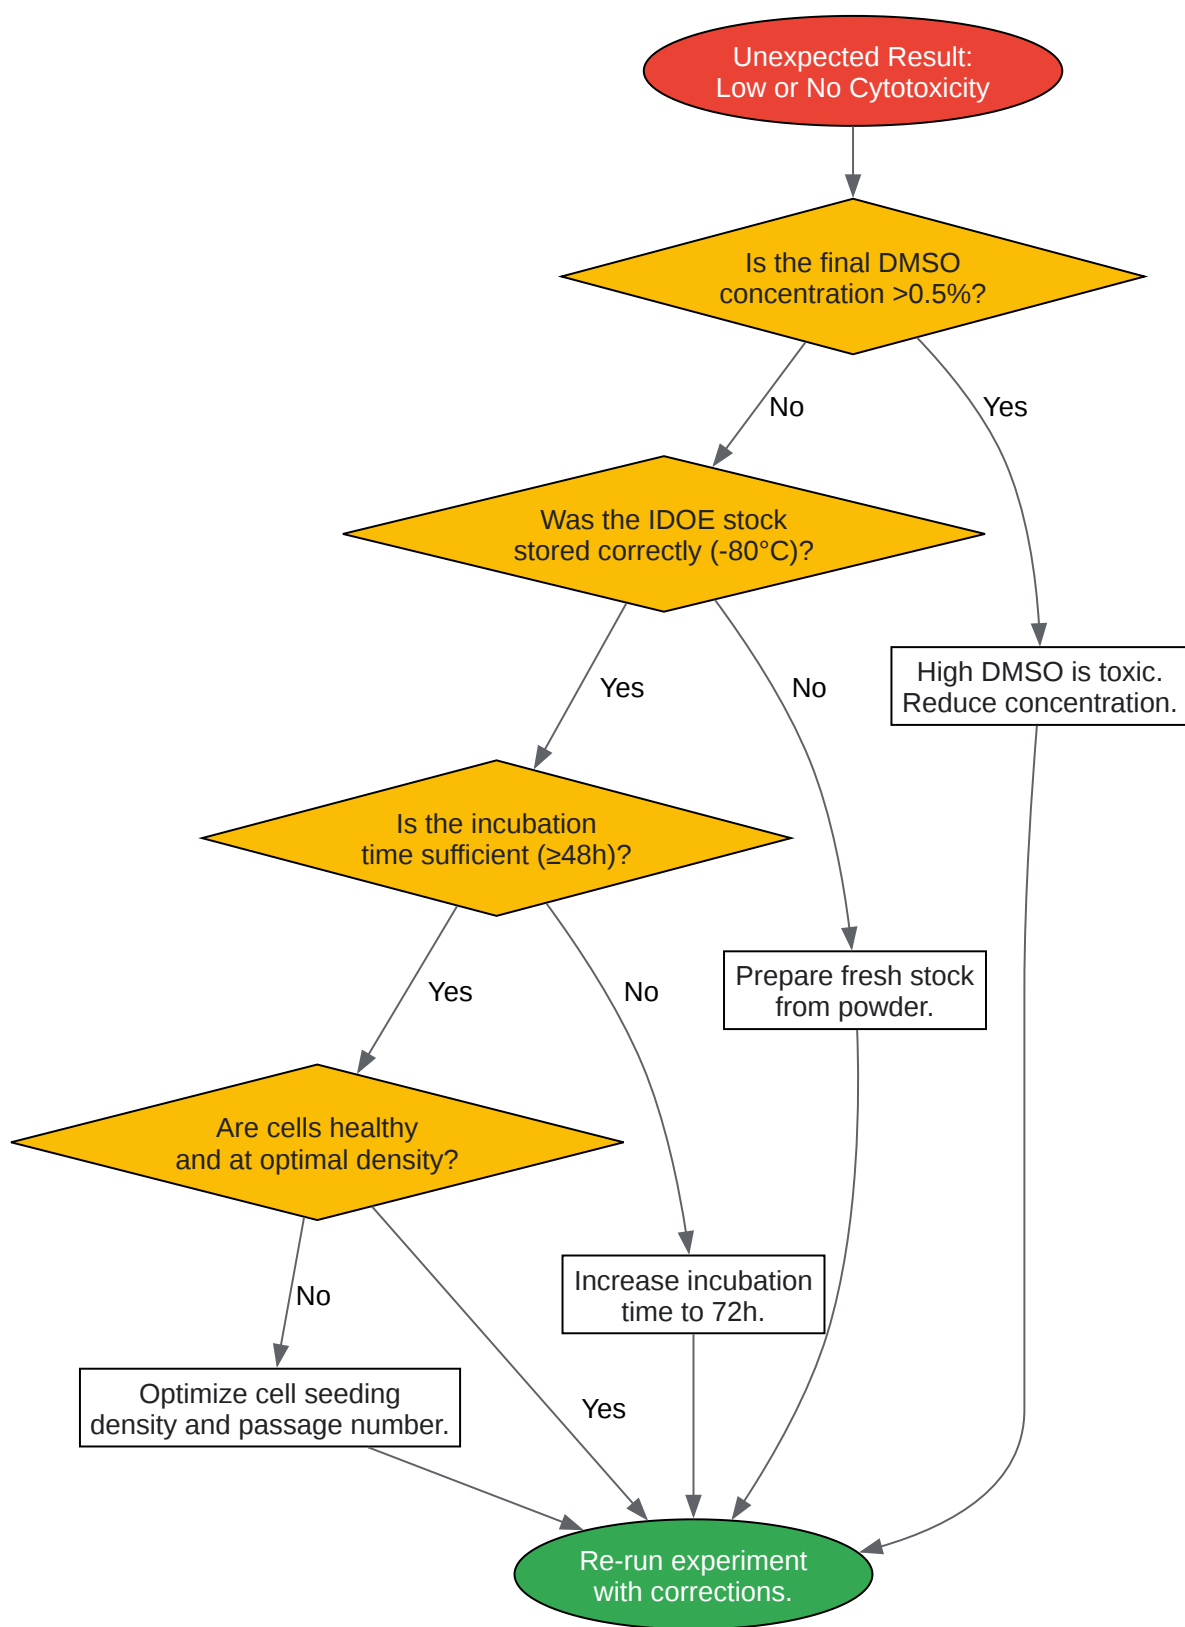 Unexpected Result:
Low or No Cytotoxicity
Is the final DMSO
concentration >0.5%?
No
Yes
Was the IDOE stock
stored correctly (-80°C)?
Yes
No
High DMSO is toxic.
Reduce concentration.
Is the incubation
time sufficient (≥48h)?
Yes
No
Prepare fresh stock
from powder.
Are cells healthy
and at optimal density?
No
Yes
Increase incubation
time to 72h.
Optimize cell seeding
density and passage number.
Re-run experiment
with corrections.